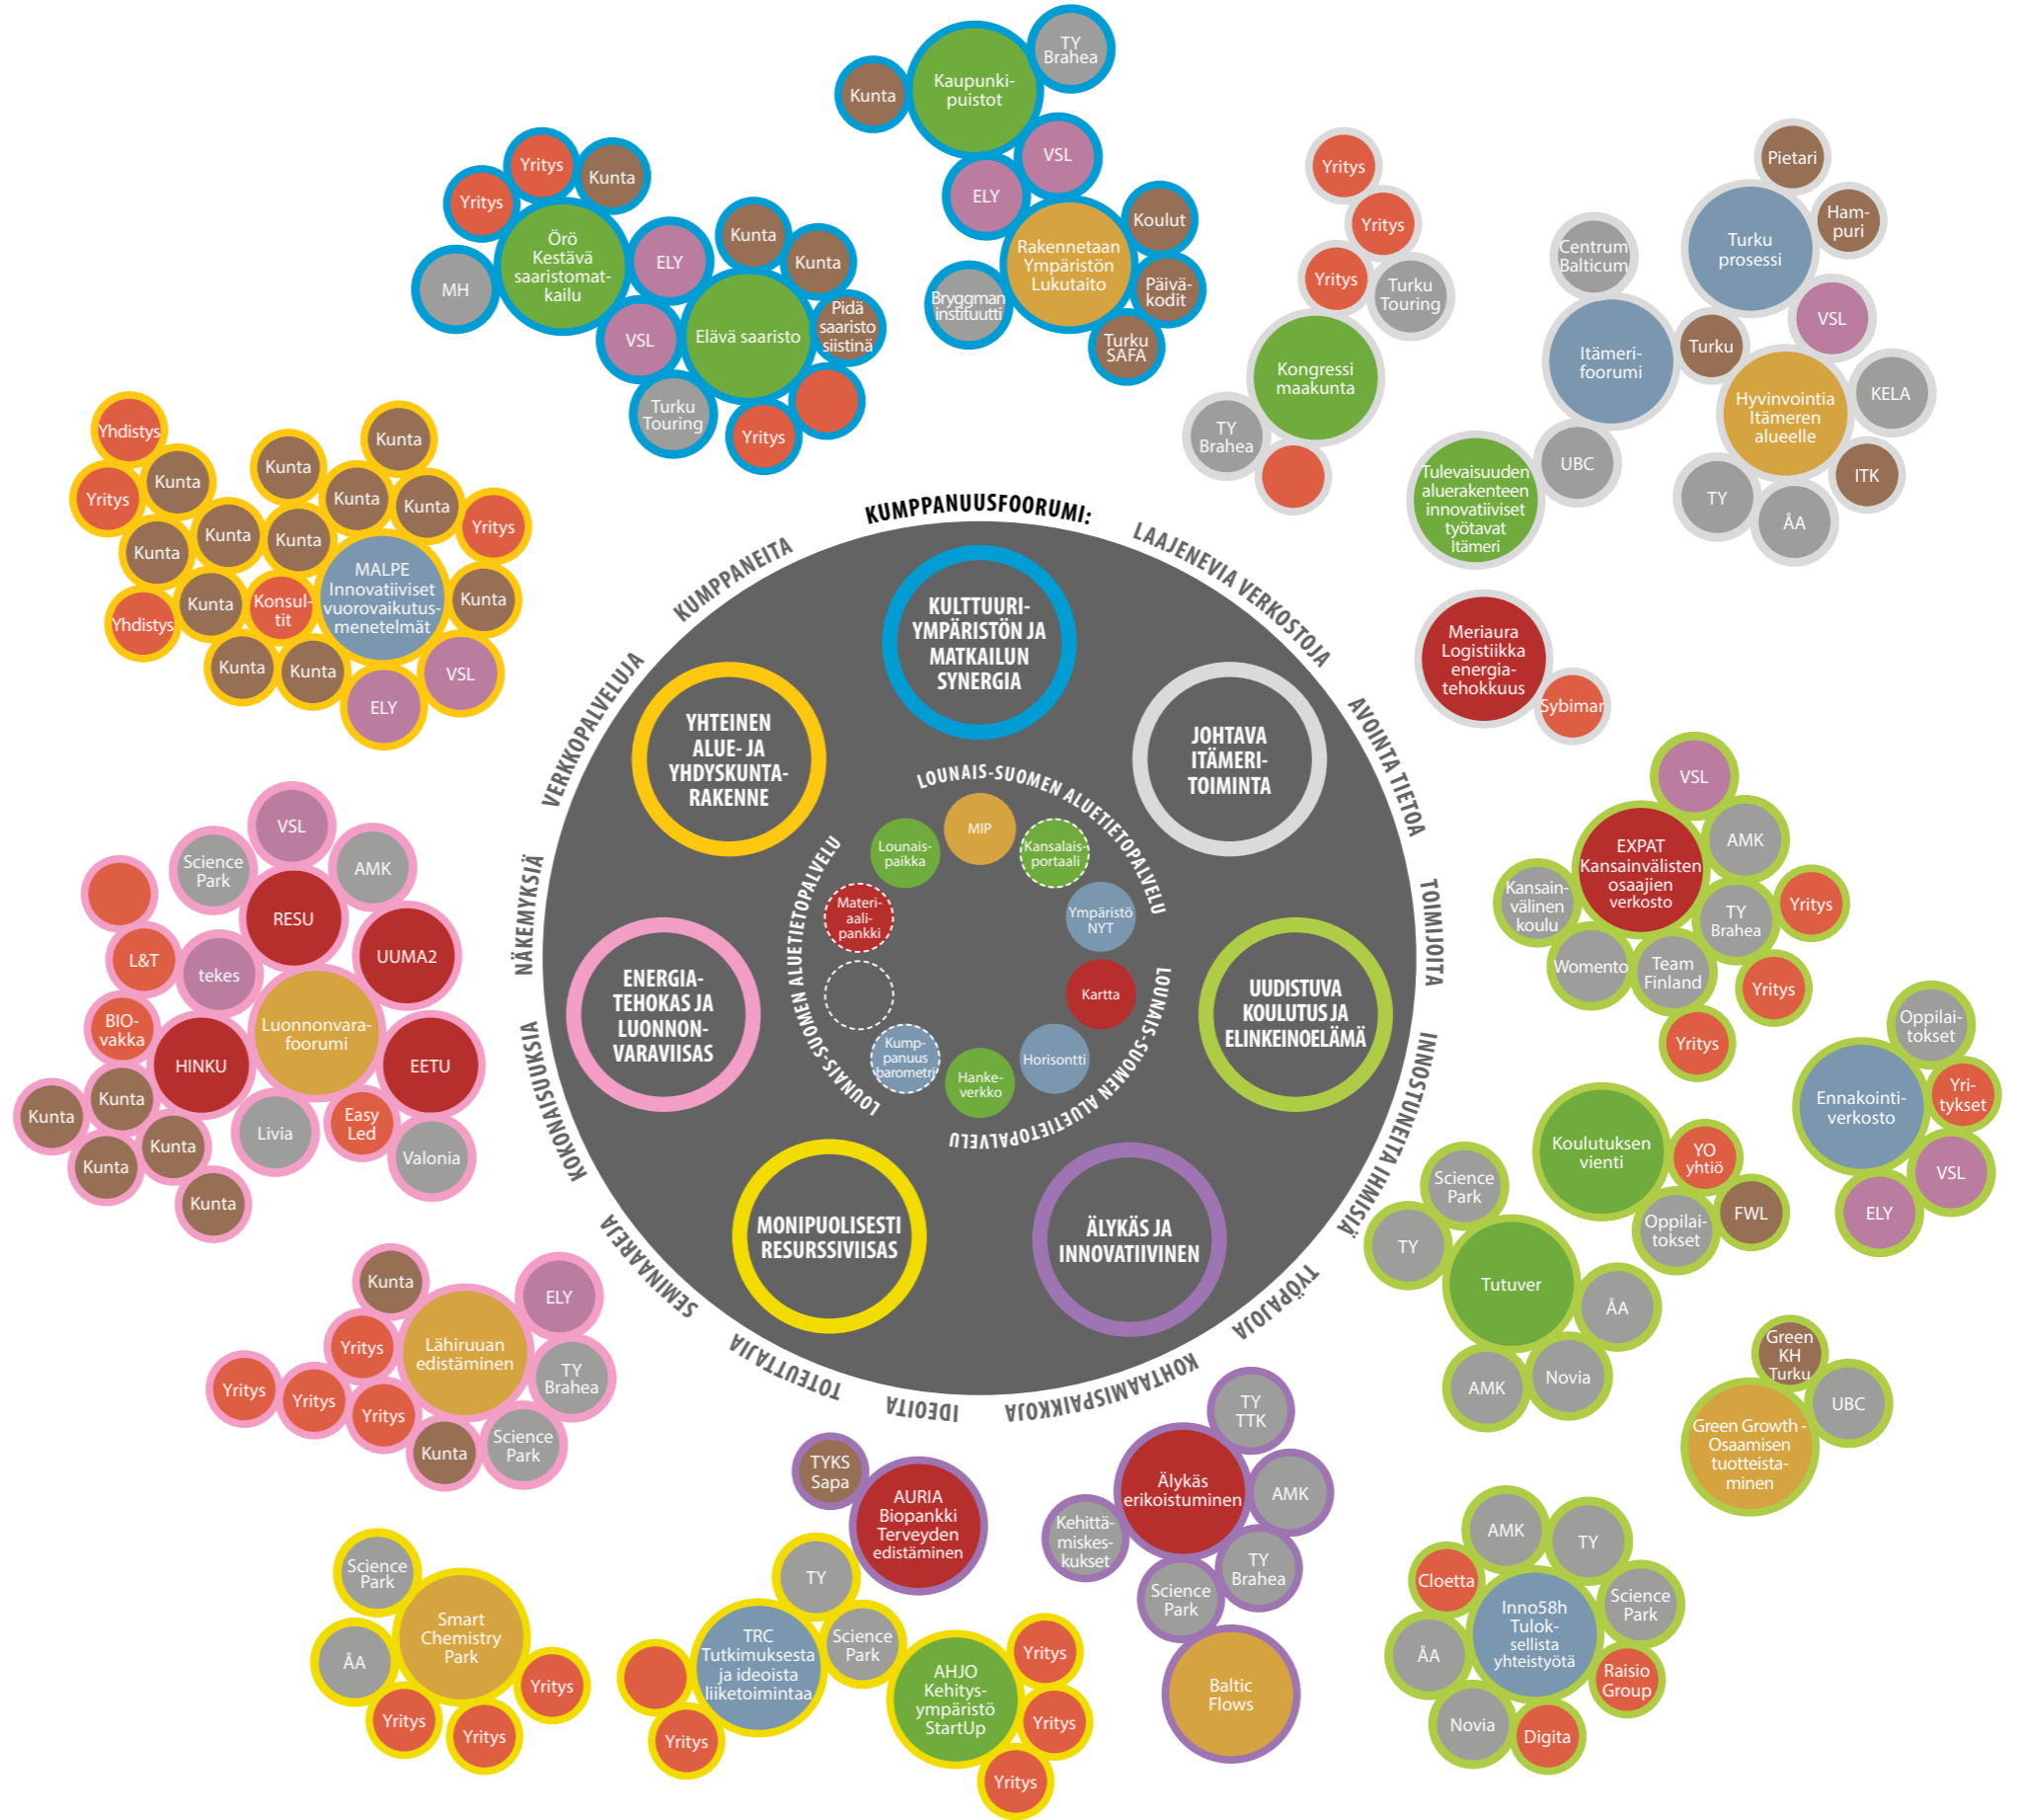 KUMPPANUUSFOORUMI:
LAAJENEVIA VERKOSTOJA
AVOINTA TIETOA
TOIMIJOITA
INNOSTUNEITA IHMISIÄ
TYÖPAJOJA
KOHTAAMISPAIKKOJA
IDEOITA
TOTEUTTAJIA
SEMINAAREJA
KOKONAISUUKSIA
NÄKEMYKSIÄ
VERKKOPALVELUJA
KUMPPANEITA
KULTTUURI-
YMPÄRISTÖN JA
MATKAILUN
SYNERGIA
JOHTAVA
ITÄMERI-
TOIMINTA
UUDISTUVA
KOULUTUS JA
ELINKEINOELÄMÄ
ÄLYKÄS JA
INNOVATIIVINEN
MONIPUOLISESTI
RESURSSIVIISAS
ENERGIA-
TEHOKAS JA
LUONNON-
VARAVIISAS
YHTEINEN
ALUE- JA
YHDYSKUNTA-
RAKENNE
LOUNAIS-SUOMEN ALUETIETOPALVELU
LOUNAIS-SUOMEN ALUETIETOPALVELU
LOUNAIS-SUOMEN ALUETIETOPALVELU
MIP
Kansalais-
portaali
Ympäristö
NYT
Kartta
Horisontti
Hanke-
verkko
Kump-
panuus
barometri
Materi-
aali-
pankki
Lounais-
paikka
Kunta
Kaupunki-
puistot
TY
Brahea
VSL
ELY
Rakennetaan
Ympäristön
Lukutaito
Koulut
Päivä-
kodit
Turku
SAFA
Bryggman
instituutti
Yritys
Yritys
Kunta
Örö
Kestävä
saaristomat-
kailu
MH
ELY
VSL
Elävä saaristo
Kunta
Kunta
Pidä
saaristo
siistinä
Turku
Touring
Yritys
Yritys
Yritys
Yritys
Turku
Touring
Kongressi
maakunta
TY
Brahea
Pietari
Ham-
puri
Turku
prosessi
Centrum
Balticum
VSL
Turku
Itämeri-
foorumi
Hyvinvointia
Itämeren
alueelle
KELA
ITK
ÅA
TY
UBC
Tulevaisuuden
aluerakenteen
innovatiiviset
työtavat
Itämeri
Meriaura
Logistiikka
energia-
tehokkuus
Sybimar
Yhdistys
Yritys
Kunta
Kunta
Kunta
Kunta
Kunta
Kunta
Kunta
Kunta
Yritys
Kunta
Konsul-
tit
MALPE
Innovatiiviset
vuorovaikutus-
menetelmät
Kunta
Yhdistys
Kunta
Kunta
ELY
VSL
VSL
Science
Park
AMK
RESU
UUMA2
L&T
tekes
BIO-
vakka
Luonnonvara-
foorumi
HINKU
EETU
Kunta
Kunta
Kunta
Kunta
Kunta
Livia
Easy
Led
Valonia
VSL
EXPAT
Kansainvälisten
osaajien
verkosto
AMK
Kansain-
välinen
koulu
TY
Brahea
Yritys
Womento
Team
Finland
Yritys
Yritys
Oppilai-
tokset
Ennakointi-
verkosto
Yri-
tykset
VSL
ELY
Koulutuksen
vienti
YO
yhtiö
FWL
Oppilai-
tokset
Science
Park
TY
Tutuver
ÅA
Novia
AMK
Green
KH
Turku
UBC
Green Growth -
Osaamisen
tuotteista-
minen
AMK
TY
Cloetta
Science
Park
Inno58h
Tulok-
sellista
yhteistyötä
ÅA
Raisio
Group
Novia
Digita
Kunta
ELY
Yritys
Lähiruuan
edistäminen
Yritys
Yritys
Yritys
TY
Brahea
Kunta
Science
Park
TYKS
Sapa
AURIA
Biopankki
Terveyden
edistäminen
TY
TTK
Älykäs
erikoistuminen
AMK
Kehittä-
miskes-
kukset
TY
Brahea
Science
Park
Baltic
Flows
Science
Park
Smart
Chemistry
Park
ÅA
Yritys
Yritys
Yritys
TY
TRC
Tutkimuksesta
ja ideoista
liiketoimintaa
Science
Park
Yritys
AHJO
Kehitys-
ympäristö
StartUp
Yritys
Yritys
Yritys